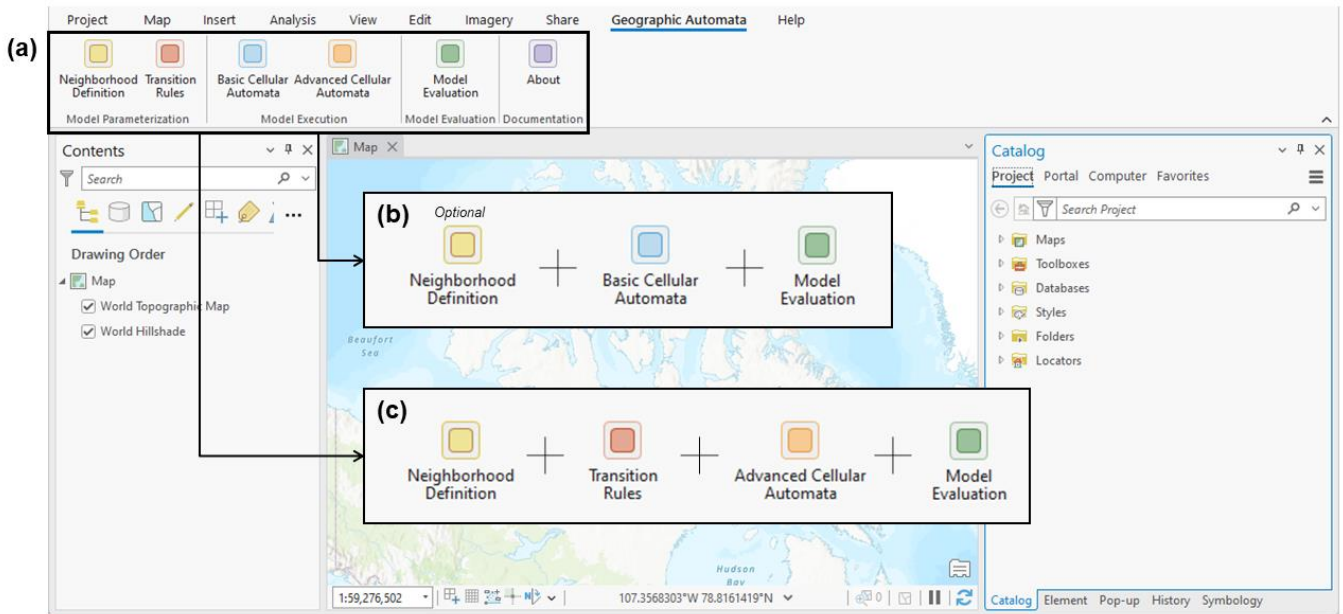 Project Map Insert Analysis View Edit Imagery Share Geographic Automata Help
(a)
Neighborhood Transition Basic Cellular Advanced Cellular Model About
Definition Rules Automata Automata Evaluation
Model Parameterization Model Execution Model Evaluation Documentation
Contents
Search
Drawing Order
Map
World Topographic Map
World Hillshade
Map
(b)
Optional
Neighborhood Basic Cellular Model
Definition Automata Evaluation
Beaufort
Sea
(c)
Neighborhood Transition Advanced Cellular Model
Definition Rules Automata Evaluation
Hudson
Bay
1:59,276,502 107.3568303°W 78.8161419°N 0
Catalog
Project Portal Computer Favorites
Search Project
Maps
Toolboxes
Databases
Styles
Folders
Locators
Catalog Element Pop-up History Symbology